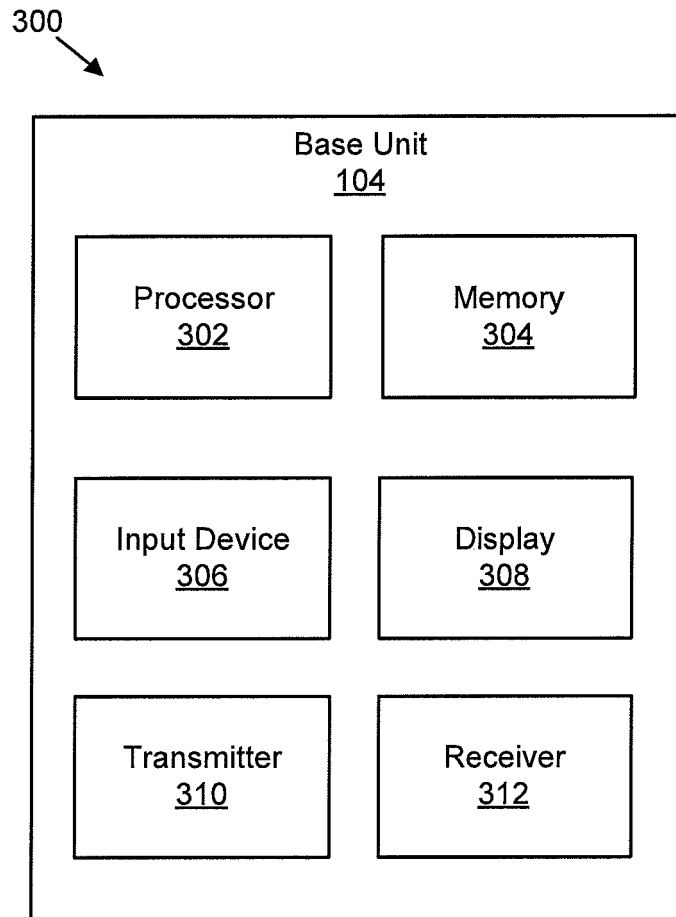 300
Base Unit
104
Processor
302
Memory
304
Input Device
306
Display
308
Transmitter
310
Receiver
312